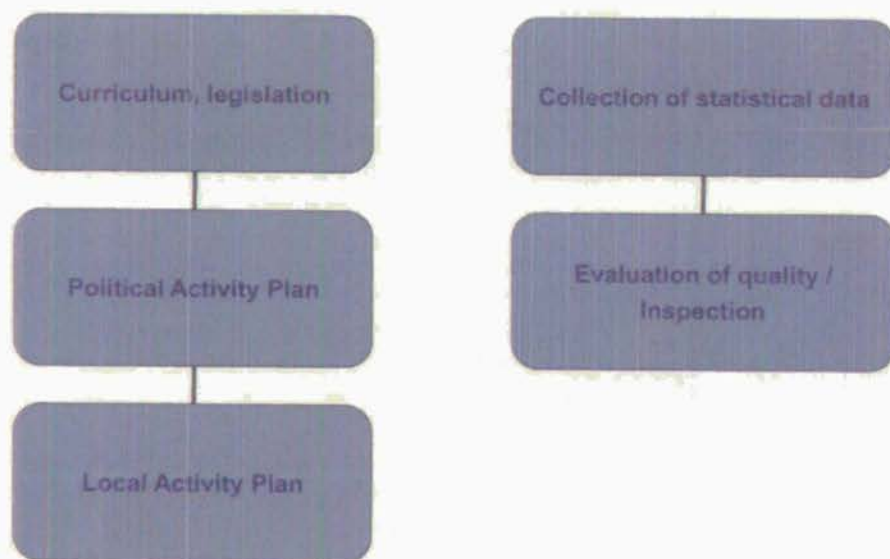 Curriculum, legislation
Political Activity Plan
Local Activity Plan
Collection of statistical data
Evaluation of quality /
Inspection